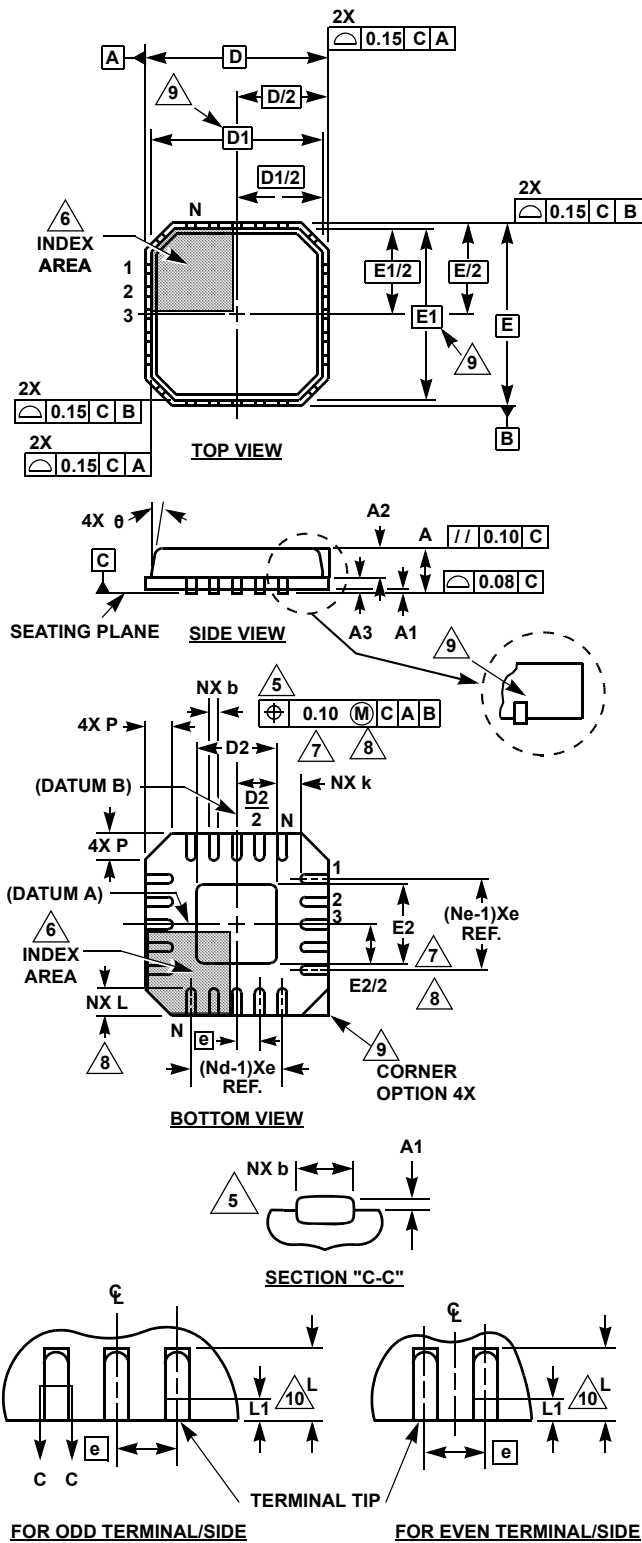 2X
⌓ 0.15 C A
A
D
D/2
9
D1
D1/2
2X
⌓ 0.15 C B
6
INDEX
AREA
N
1
2
3
E1/2
E/2
E1
E
9
2X
⌓ 0.15 C B
2X
⌓ 0.15 C A
B
TOP VIEW
4X θ
A2
A
// 0.10 C
C
⌓ 0.08 C
SEATING PLANE
SIDE VIEW
A3
A1
9
NX b
5
⌖ 0.10 Ⓜ C A B
4X P
D2
7
8
(DATUM B)
D2
2
N
NX k
4X P
1
(DATUM A)
2
3
(Ne-1)Xe
REF.
6
INDEX
AREA
E2
7
E2/2
8
NX L
8
N
e
(Nd-1)Xe
REF.
9
CORNER
OPTION 4X
BOTTOM VIEW
NX b
A1
5
SECTION "C-C"
℄
℄
L
10
L1
L
10
L1
e
e
C C
TERMINAL TIP
FOR ODD TERMINAL/SIDE
FOR EVEN TERMINAL/SIDE